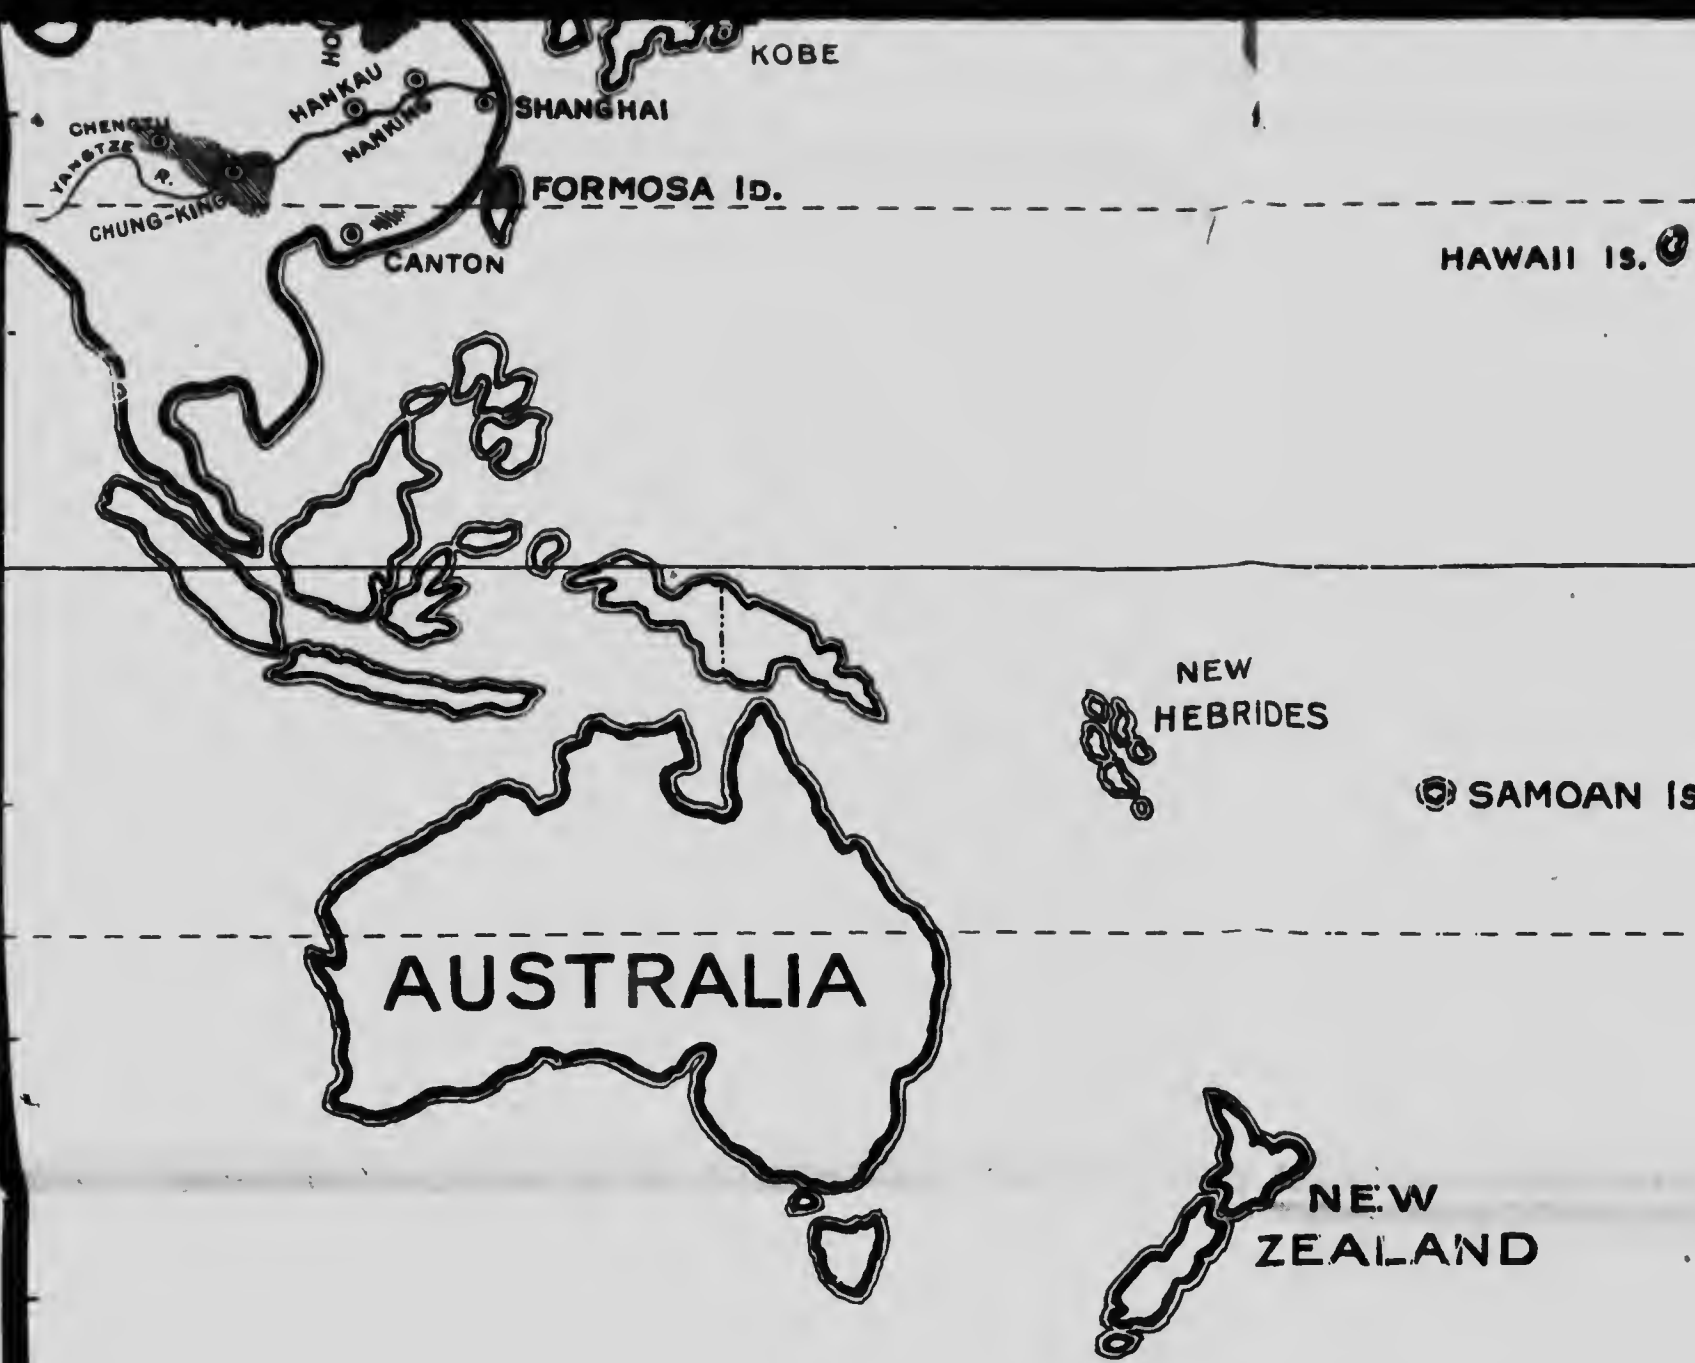 KOBE
HANKAU
SHANGHAI
NANKING
CHENGTU
YANGTZE
R.
FORMOSA ID.
CHUNG-KING
CANTON
HAWAII IS.
NEW
HEBRIDES
SAMOAN IS
AUSTRALIA
NEW
ZEALAND